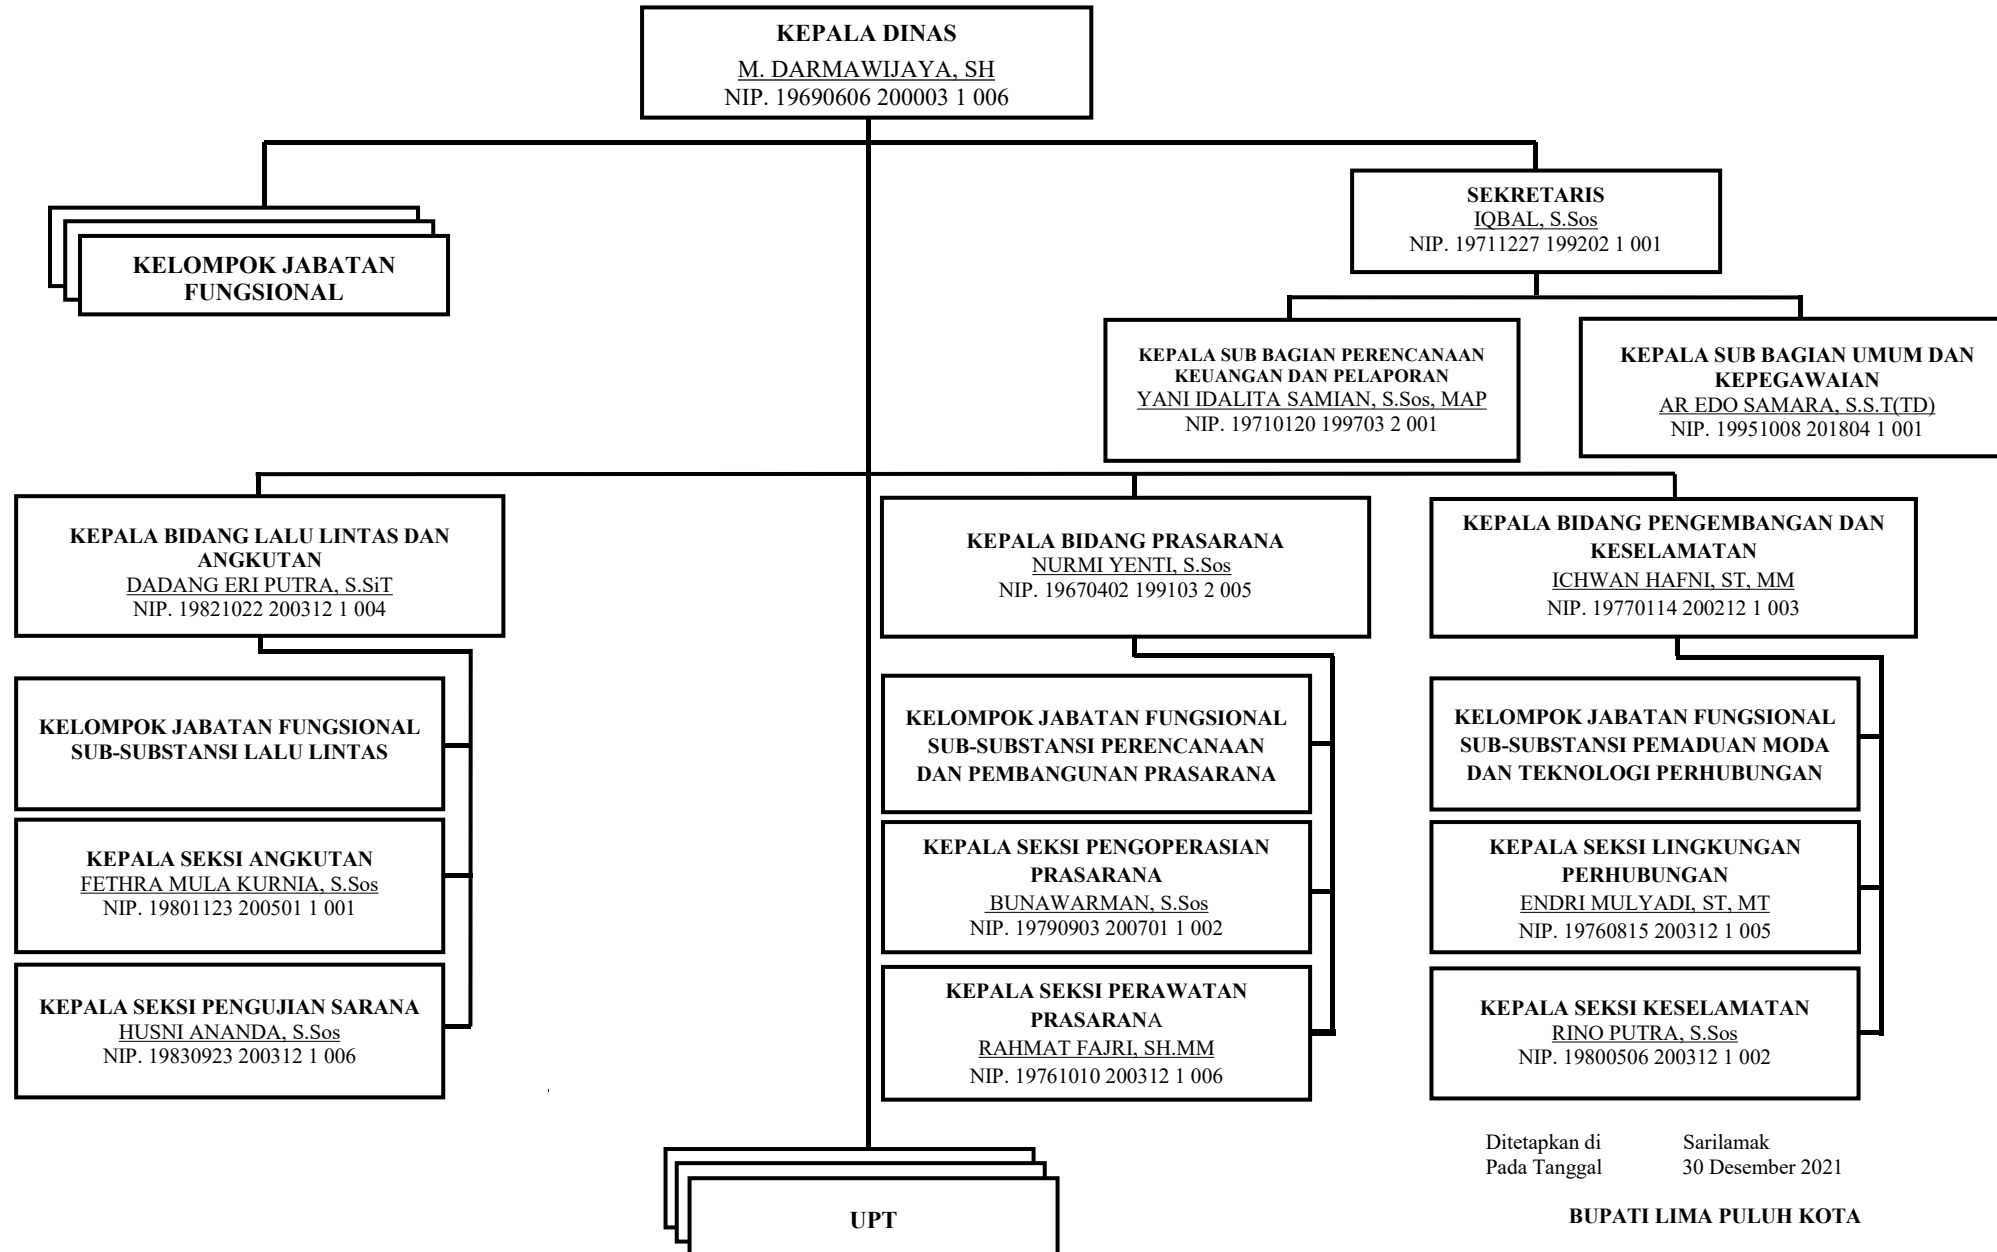 KEPALA DINAS
M. DARMAWIJAYA, SH
NIP. 19690606 200003 1 006
SEKRETARIS
IQBAL, S.Sos
NIP. 19711227 199202 1 001
KELOMPOK JABATAN
FUNGSIONAL
KEPALA SUB BAGIAN PERENCANAAN
KEUANGAN DAN PELAPORAN
YANI IDALITA SAMIAN, S.Sos, MAP
NIP. 19710120 199703 2 001
KEPALA SUB BAGIAN UMUM DAN
KEPEGAWAIAN
AR EDO SAMARA, S.S.T(TD)
NIP. 19951008 201804 1 001
KEPALA BIDANG LALU LINTAS DAN
ANGKUTAN
DADANG ERI PUTRA, S.SiT
NIP. 19821022 200312 1 004
KEPALA BIDANG PRASARANA
NURMI YENTI, S.Sos
NIP. 19670402 199103 2 005
KEPALA BIDANG PENGEMBANGAN DAN
KESELAMATAN
ICHWAN HAFNI, ST, MM
NIP. 19770114 200212 1 003
KELOMPOK JABATAN FUNGSIONAL
SUB-SUBSTANSI LALU LINTAS
KELOMPOK JABATAN FUNGSIONAL
SUB-SUBSTANSI PERENCANAAN
DAN PEMBANGUNAN PRASARANA
KELOMPOK JABATAN FUNGSIONAL
SUB-SUBSTANSI PEMADUAN MODA
DAN TEKNOLOGI PERHUBUNGAN
KEPALA SEKSI ANGKUTAN
FETHRA MULA KURNIA, S.Sos
NIP. 19801123 200501 1 001
KEPALA SEKSI PENGOPERASIAN
PRASARANA
BUNAWARMAN, S.Sos
NIP. 19790903 200701 1 002
KEPALA SEKSI LINGKUNGAN
PERHUBUNGAN
ENDRI MULYADI, ST, MT
NIP. 19760815 200312 1 005
KEPALA SEKSI PENGUJIAN SARANA
HUSNI ANANDA, S.Sos
NIP. 19830923 200312 1 006
KEPALA SEKSI PERAWATAN
PRASARANA
RAHMAT FAJRI, SH.MM
NIP. 19761010 200312 1 006
KEPALA SEKSI KESELAMATAN
RINO PUTRA, S.Sos
NIP. 19800506 200312 1 002
Ditetapkan di Sarilamak
Pada Tanggal 30 Desember 2021
BUPATI LIMA PULUH KOTA
UPT